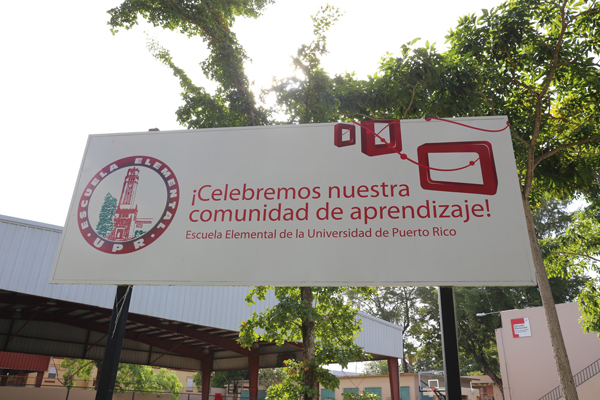 ESCUELA ELEMENTAL
UPR
¡Celebremos nuestra
comunidad de aprendizaje!
Escuela Elemental de la Universidad de Puerto Rico